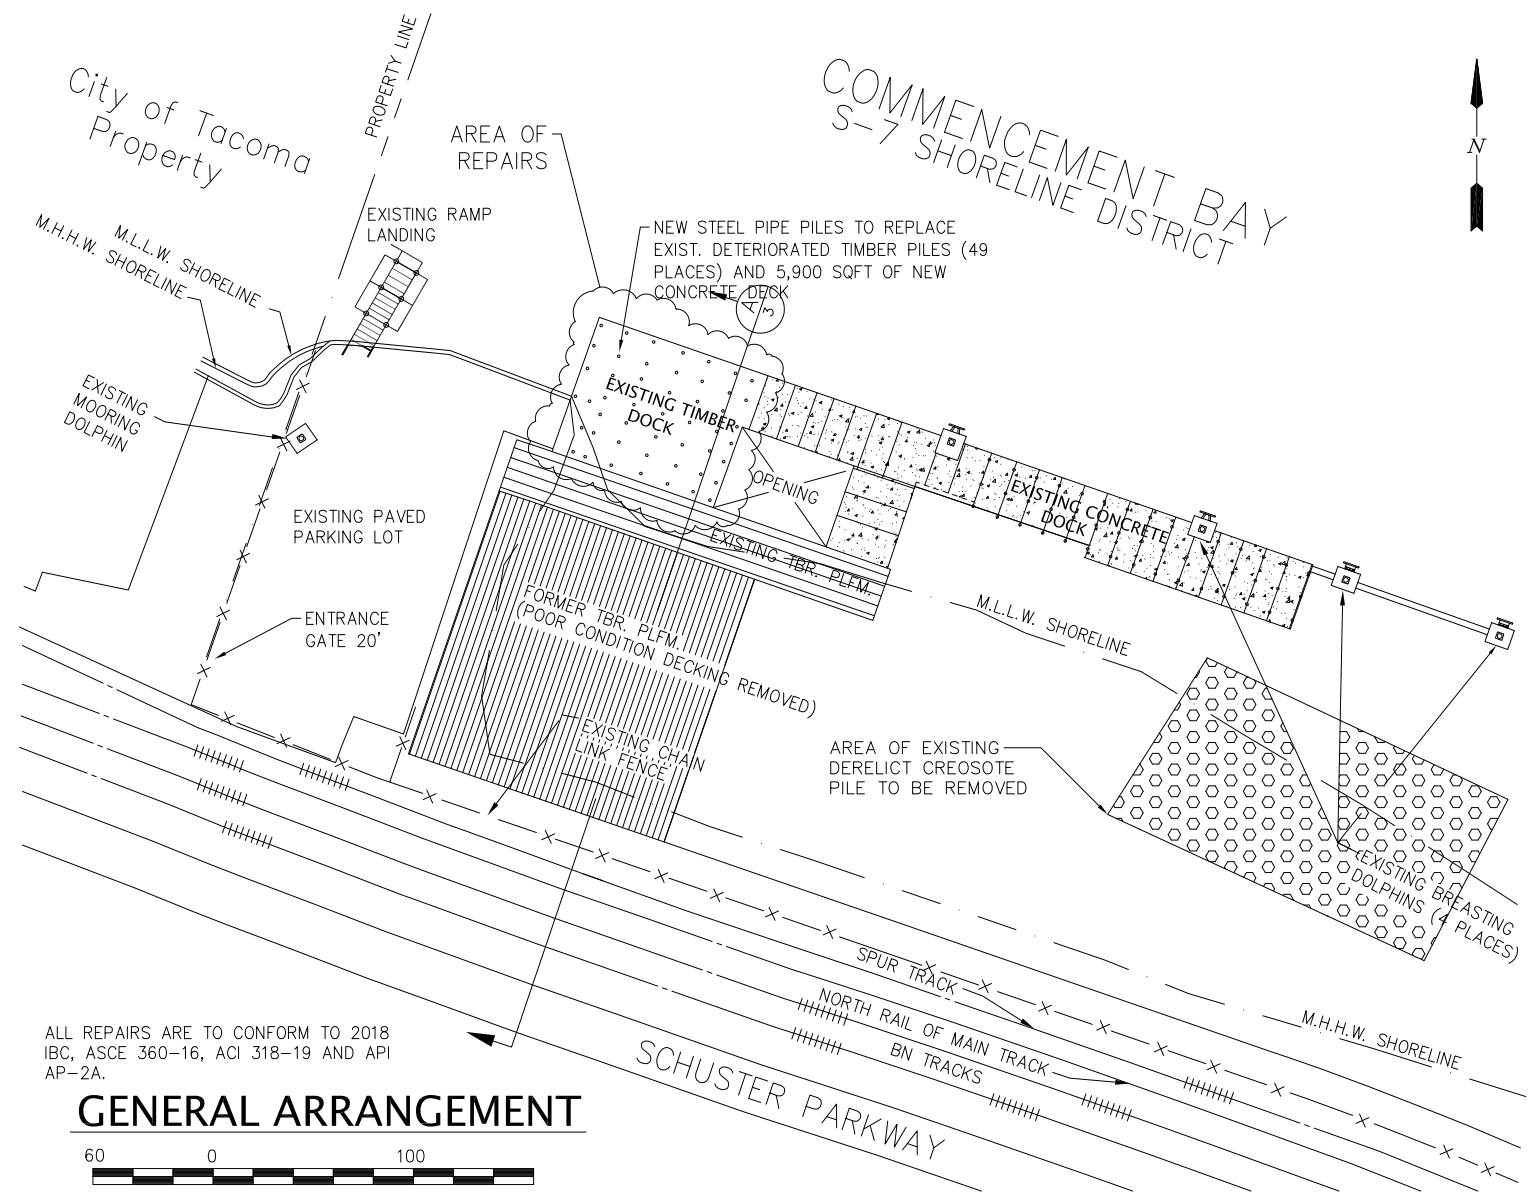 City of Tacoma
Property
PROPERTY LINE
COMMENCEMENT BAY
S-7 SHORELINE DISTRICT
N
AREA OF
REPAIRS
EXISTING RAMP
LANDING
M.L.L.W. SHORELINE
M.H.H.W. SHORELINE
NEW STEEL PIPE PILES TO REPLACE
EXIST. DETERIORATED TIMBER PILES (49
PLACES) AND 5,900 SQFT OF NEW
CONCRETE DECK
A
3
EXISTING
MOORING
DOLPHIN
EXISTING TIMBER
DOCK
OPENING
EXISTING CONCRETE
DOCK
EXISTING PAVED
PARKING LOT
EXISTING TBR. PLFM.
ENTRANCE
GATE 20'
FORMER TBR. PLFM.
(POOR CONDITION DECKING REMOVED)
M.L.L.W. SHORELINE
EXISTING CHAIN
LINK FENCE
AREA OF EXISTING
DERELICT CREOSOTE
PILE TO BE REMOVED
EXISTING BREASTING
DOLPHINS (4 PLACES)
SPUR TRACK
NORTH RAIL OF MAIN TRACK
BN TRACKS
M.H.H.W. SHORELINE
SCHUSTER PARKWAY
ALL REPAIRS ARE TO CONFORM TO 2018
IBC, ASCE 360-16, ACI 318-19 AND API
AP-2A.
GENERAL ARRANGEMENT
60 0 100